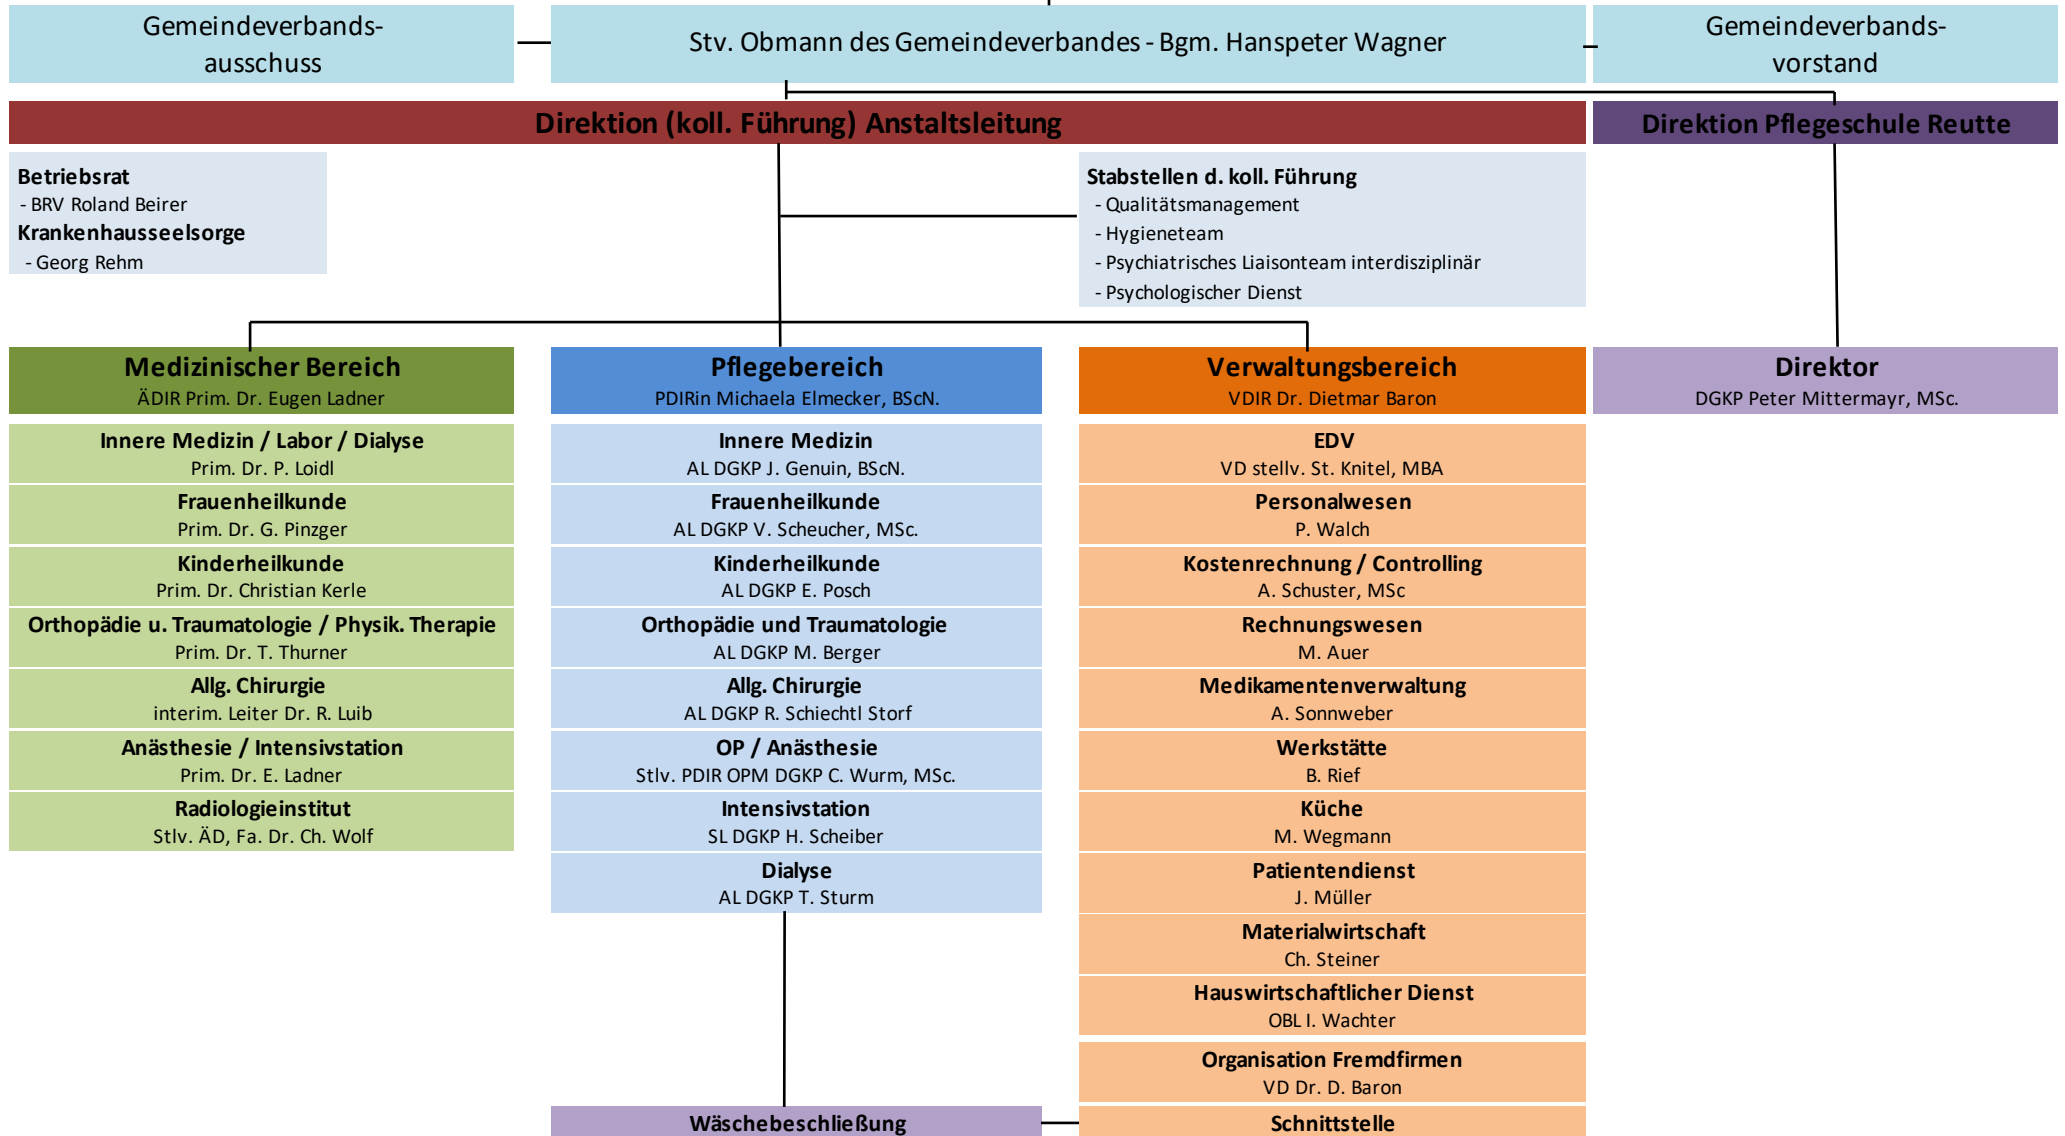 Gemeindeverbands-
ausschuss
Stv. Obmann des Gemeindeverbandes - Bgm. Hanspeter Wagner
Gemeindeverbands-
vorstand
Direktion (koll. Führung) Anstaltsleitung
Direktion Pflegeschule Reutte
Betriebsrat
- BRV Roland Beirer
Krankenhausseelsorge
- Georg Rehm
Stabstellen d. koll. Führung
- Qualitätsmanagement
- Hygieneteam
- Psychiatrisches Liaisonteam interdisziplinär
- Psychologischer Dienst
Medizinischer Bereich
ÄDIR Prim. Dr. Eugen Ladner
Innere Medizin / Labor / Dialyse
Prim. Dr. P. Loidl
Frauenheilkunde
Prim. Dr. G. Pinzger
Kinderheilkunde
Prim. Dr. Christian Kerle
Orthopädie u. Traumatologie / Physik. Therapie
Prim. Dr. T. Thurner
Allg. Chirurgie
interim. Leiter Dr. R. Luib
Anästhesie / Intensivstation
Prim. Dr. E. Ladner
Radiologieinstitut
Stlv. ÄD, Fa. Dr. Ch. Wolf
Pflegebereich
PDIRin Michaela Elmecker, BScN.
Innere Medizin
AL DGKP J. Genuin, BScN.
Frauenheilkunde
AL DGKP V. Scheucher, MSc.
Kinderheilkunde
AL DGKP E. Posch
Orthopädie und Traumatologie
AL DGKP M. Berger
Allg. Chirurgie
AL DGKP R. Schiechtl Storf
OP / Anästhesie
Stlv. PDIR OPM DGKP C. Wurm, MSc.
Intensivstation
SL DGKP H. Scheiber
Dialyse
AL DGKP T. Sturm
Wäschebeschließung
Verwaltungsbereich
VDIR Dr. Dietmar Baron
EDV
VD stellv. St. Knitel, MBA
Personalwesen
P. Walch
Kostenrechnung / Controlling
A. Schuster, MSc
Rechnungswesen
M. Auer
Medikamentenverwaltung
A. Sonnweber
Werkstätte
B. Rief
Küche
M. Wegmann
Patientendienst
J. Müller
Materialwirtschaft
Ch. Steiner
Hauswirtschaftlicher Dienst
OBL I. Wachter
Organisation Fremdfirmen
VD Dr. D. Baron
Schnittstelle
Direktor
DGKP Peter Mittermayr, MSc.